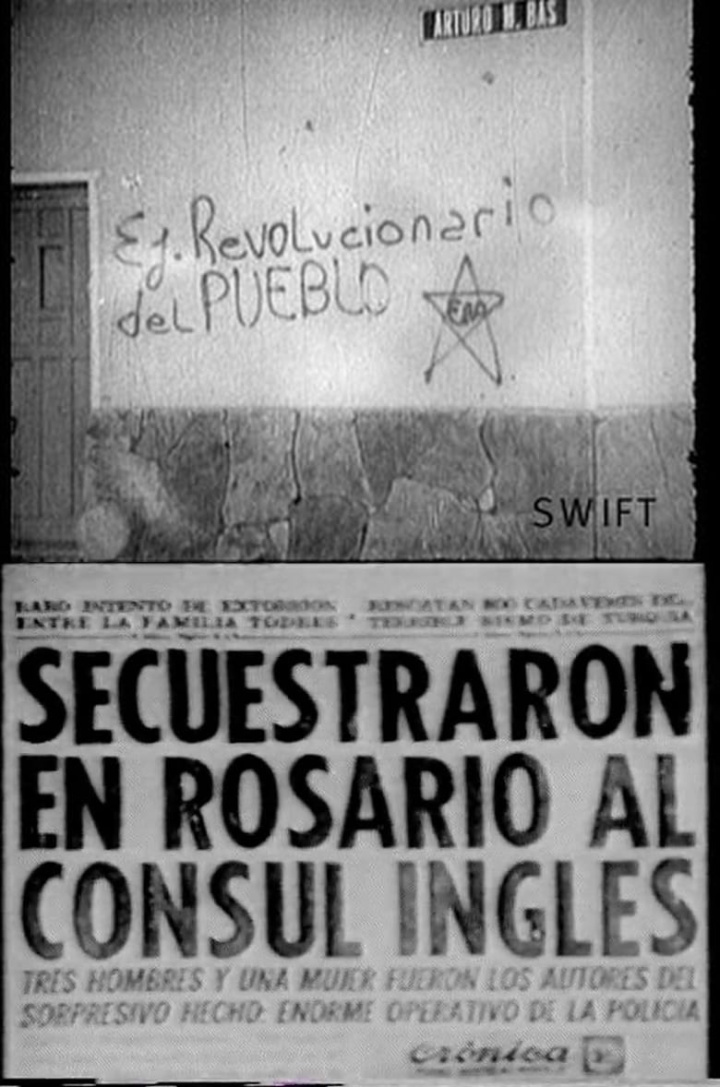 ARTURO M. BAS
Ej. Revolucionario
del PUEBLO
SWIFT
RARO INTENTO DE EXTORSION
ENTRE LA FAMILIA TODRES
RESCATAN 800 CADAVERES DEL
TERRIBLE SISMO DE TURQUIA
SECUESTRARON
EN ROSARIO AL
CONSUL INGLES
TRES HOMBRES Y UNA MUJER FUERON LOS AUTORES DEL
SORPRESIVO HECHO: ENORME OPERATIVO DE LA POLICIA
crónica